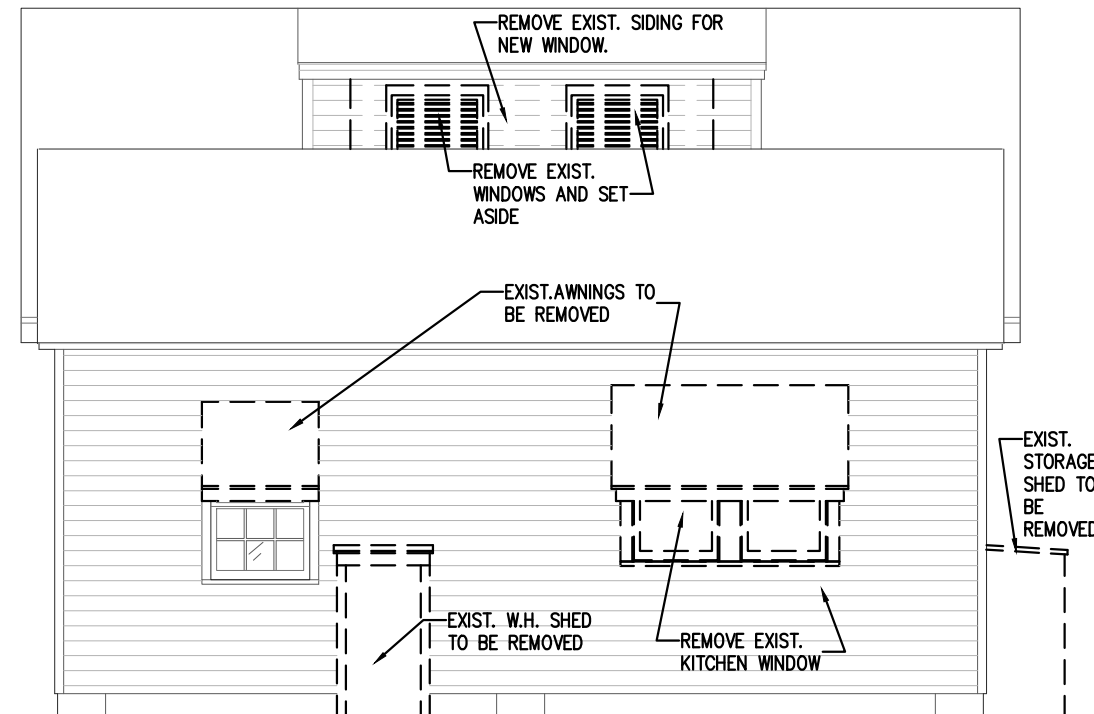 REMOVE EXIST. SIDING FOR
NEW WINDOW.
REMOVE EXIST.
WINDOWS AND SET
ASIDE
EXIST.AWNINGS TO
BE REMOVED
EXIST.
STORAGE
SHED TO
BE
REMOVED
EXIST. W.H. SHED
TO BE REMOVED
REMOVE EXIST.
KITCHEN WINDOW